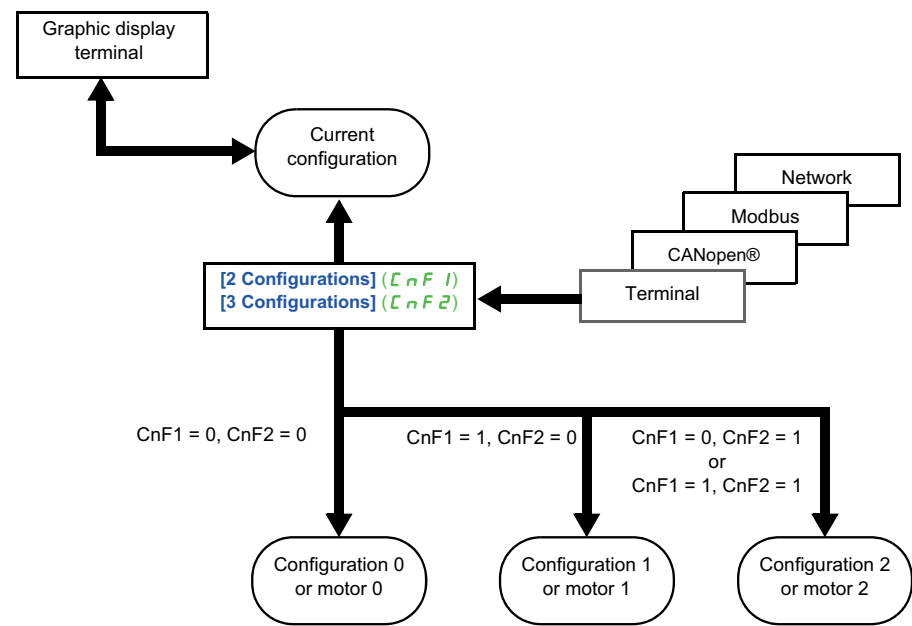 Graphic display
terminal
Current
configuration
Network
Modbus
CANopen®
Terminal
[2 Configurations] (CnF1)
[3 Configurations] (CnF2)
CnF1 = 0, CnF2 = 0
CnF1 = 1, CnF2 = 0
CnF1 = 0, CnF2 = 1
or
CnF1 = 1, CnF2 = 1
Configuration 0
or motor 0
Configuration 1
or motor 1
Configuration 2
or motor 2